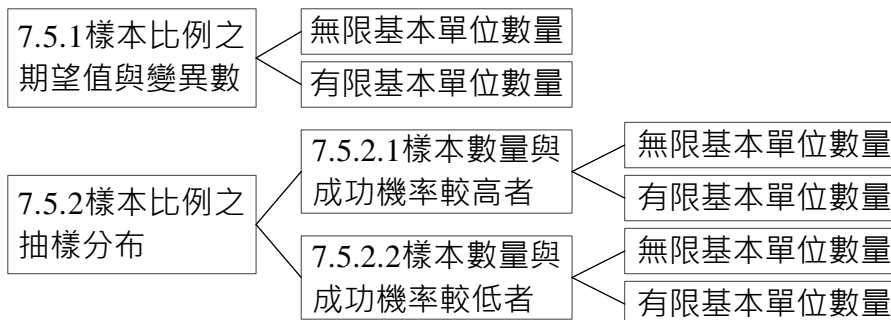 7.5.1樣本比例之
期望值與變異數
無限基本單位數量
有限基本單位數量
7.5.2樣本比例之
抽樣分布
7.5.2.1樣本數量與
成功機率較高者
無限基本單位數量
有限基本單位數量
7.5.2.2樣本數量與
成功機率較低者
無限基本單位數量
有限基本單位數量